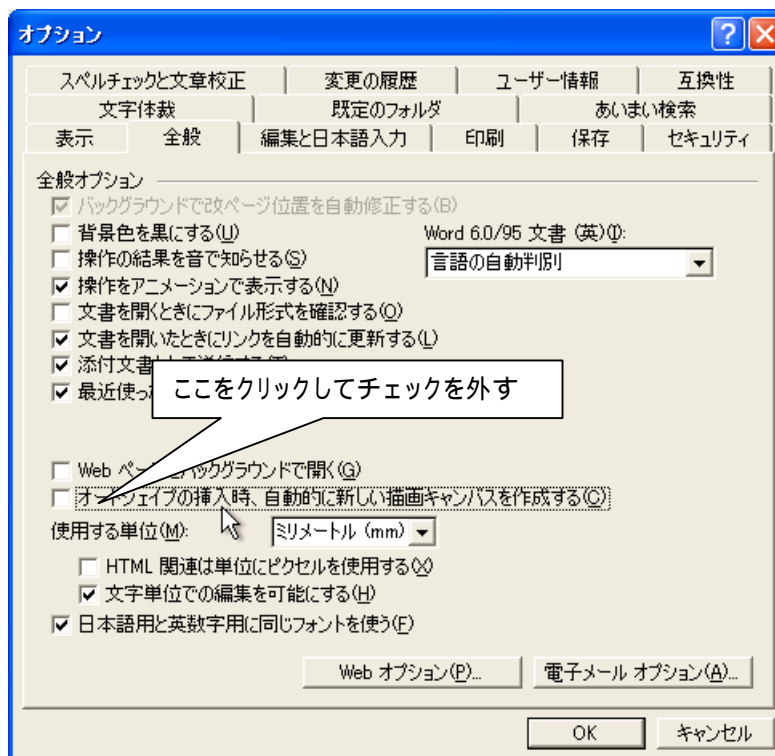 オプション
スペルチェックと文章校正 変更の履歴 ユーザー情報 互換性
文字体裁 既定のフォルダ あいまい検索
表示 全般 編集と日本語入力 印刷 保存 セキュリティ
全般オプション
バックグラウンドで改ページ位置を自動修正する(B)
背景色を黒にする(U) Word 6.0/95 文書 (英)(I):
操作の結果を音で知らせる(S) 言語の自動判別
操作をアニメーションで表示する(N)
文書を開くときにファイル形式を確認する(O)
文書を開いたときにリンクを自動的に更新する(L)
添付文書
最近使っ
ここをクリックしてチェックを外す
Web バックグラウンドで開く(G)
オートシェイプの挿入時、自動的に新しい描画キャンバスを作成する(C)
使用する単位(M): ミリメートル (mm)
HTML 関連は単位にピクセルを使用する(X)
文字単位での編集を可能にする(H)
日本語用と英数字用に同じフォントを使う(F)
Web オプション(P)... 電子メール オプション(A)...
OK キャンセル